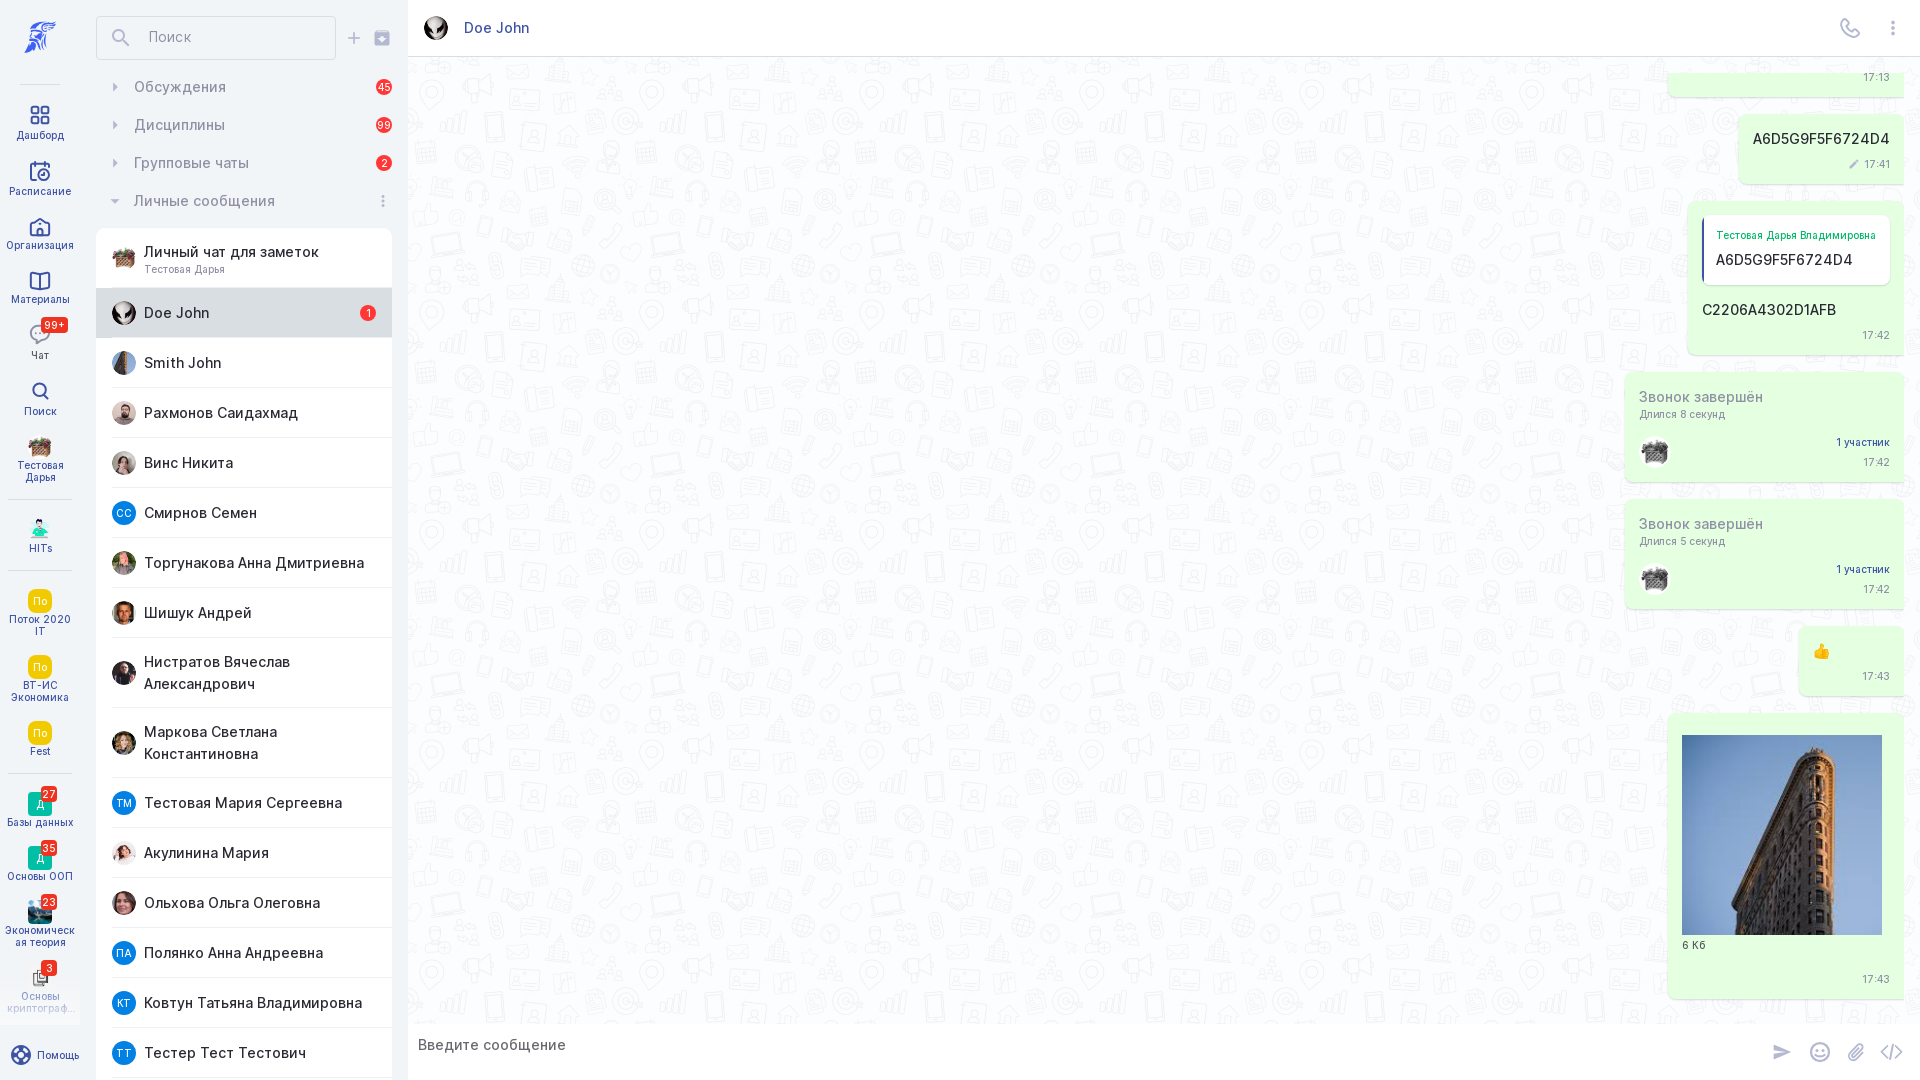 Дашборд
Расписание
Организация
Материалы
99+
Чат
Поиск
Тестовая
Дарья
HITs
По
Поток 2020
IT
По
ВТ-ИС
Экономика
По
Fest
27
Д
Базы данных
35
Д
Основы ООП
23
Экономическ
ая теория
3
Основы
криптограф...
Помощь
Поиск
Обсуждения
45
Дисциплины
99
Групповые чаты
2
Личные сообщения
Личный чат для заметок
Тестовая Дарья
Doe John
1
Smith John
Рахмонов Саидахмад
Винс Никита
СС
Смирнов Семен
Торгунакова Анна Дмитриевна
Шишук Андрей
Нистратов Вячеслав
Александрович
Маркова Светлана
Константиновна
ТМ
Тестовая Мария Сергеевна
Акулинина Мария
Ольхова Ольга Олеговна
ПА
Полянко Анна Андреевна
КТ
Ковтун Татьяна Владимировна
ТТ
Тестер Тест Тестович
Doe John
17:13
A6D5G9F5F6724D4
17:41
Тестовая Дарья Владимировна
A6D5G9F5F6724D4
C2206A4302D1AFB
17:42
Звонок завершён
Длился 8 секунд
1 участник
17:42
Звонок завершён
Длился 5 секунд
1 участник
17:42
17:43
6 Кб
17:43
Введите сообщение